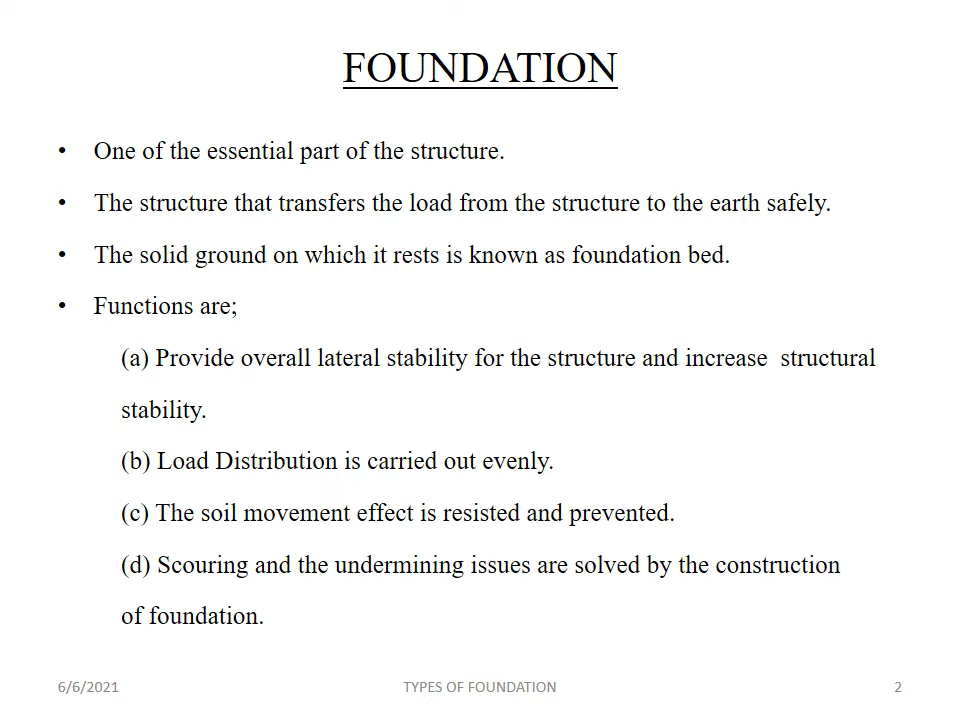 FOUNDATION
• One of the essential part of the structure.
• The structure that transfers the load from the structure to the earth safely.
• The solid ground on which it rests is known as foundation bed.
• Functions are;
(a) Provide overall lateral stability for the structure and increase  structural
stability.
(b) Load Distribution is carried out evenly.
(c) The soil movement effect is resisted and prevented.
(d) Scouring and the undermining issues are solved by the construction
of foundation.
6/6/2021 TYPES OF FOUNDATION 2